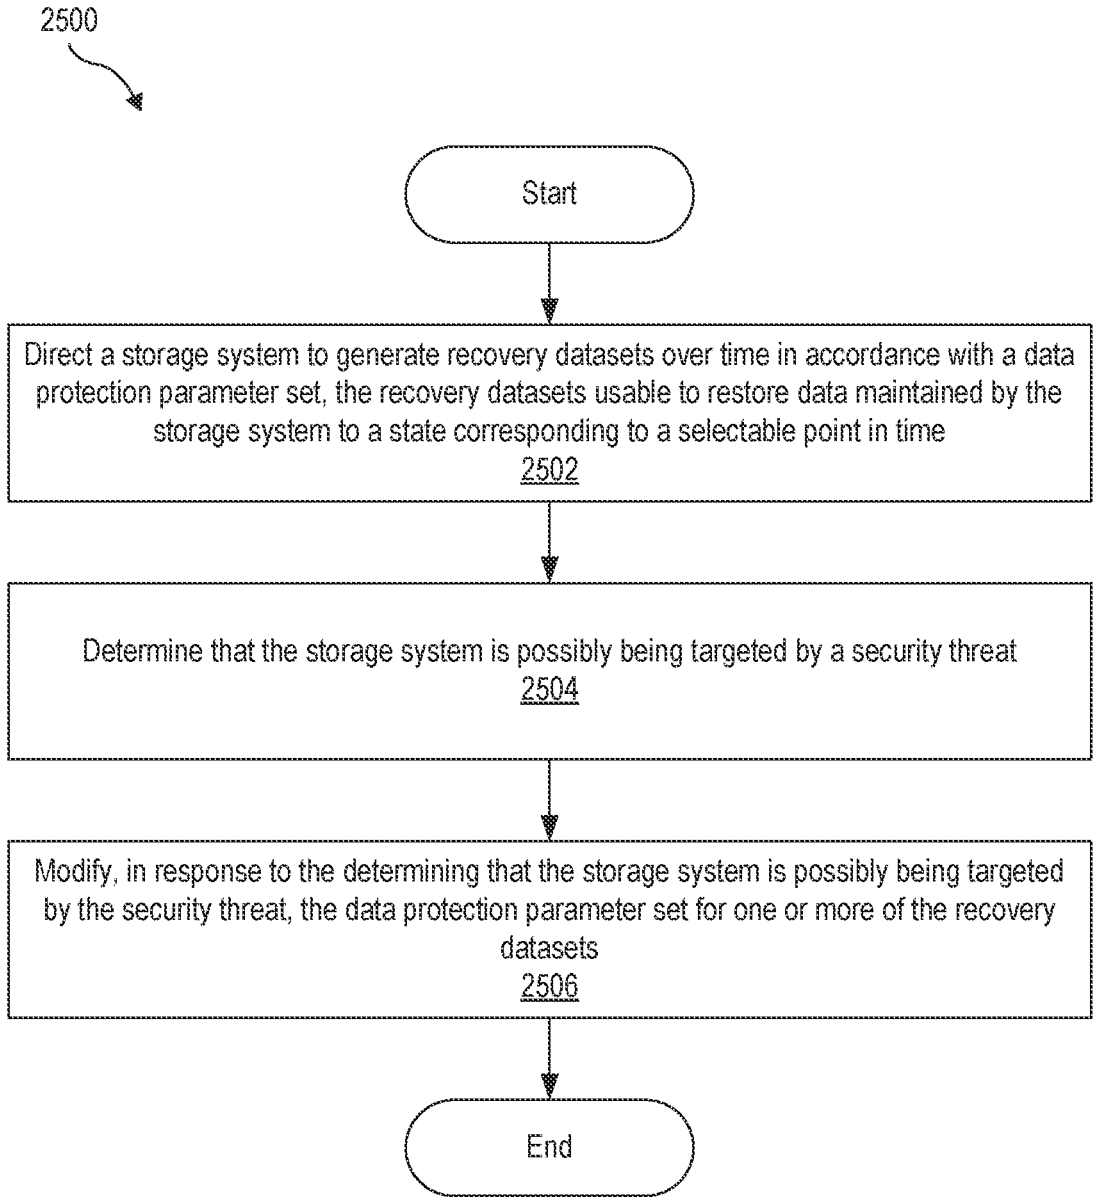 2500
Start
Direct a storage system to generate recovery datasets over time in accordance with a data
protection parameter set, the recovery datasets usable to restore data maintained by the
storage system to a state corresponding to a selectable point in time
2502
Determine that the storage system is possibly being targeted by a security threat
2504
Modify, in response to the determining that the storage system is possibly being targeted
by the security threat, the data protection parameter set for one or more of the recovery
datasets
2506
End